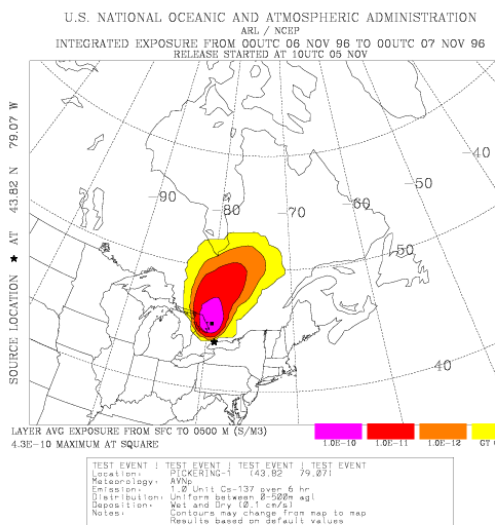 U.S. NATIONAL OCEANIC AND ATMOSPHERIC ADMINISTRATION
ARL / NCEP
INTEGRATED EXPOSURE FROM 00UTC 06 NOV 96 TO 00UTC 07 NOV 96
RELEASE STARTED AT 10UTC 05 NOV
SOURCE LOCATION ★ AT 43.82 N 79.07 W
-40
-50
-60
-90
-80
-70
50
40
LAYER AVG EXPOSURE FROM SFC TO 0500 M (S/M3)
4.3E-10 MAXIMUM AT SQUARE
1.0E-10
1.0E-11
1.0E-12
GT
TEST EVENT | TEST EVENT | TEST EVENT | TEST EVENT
Location: PICKERING-1 (43.82 79.07)
Meteorology: AVNp
Emission: 1.0 Unit Cs-137 over 6 hr
Distribution: Uniform between 0-500m agl
Deposition: Wet and Dry (0.1 cm/s)
Notes: Contours may change from map to map
Results based on default values